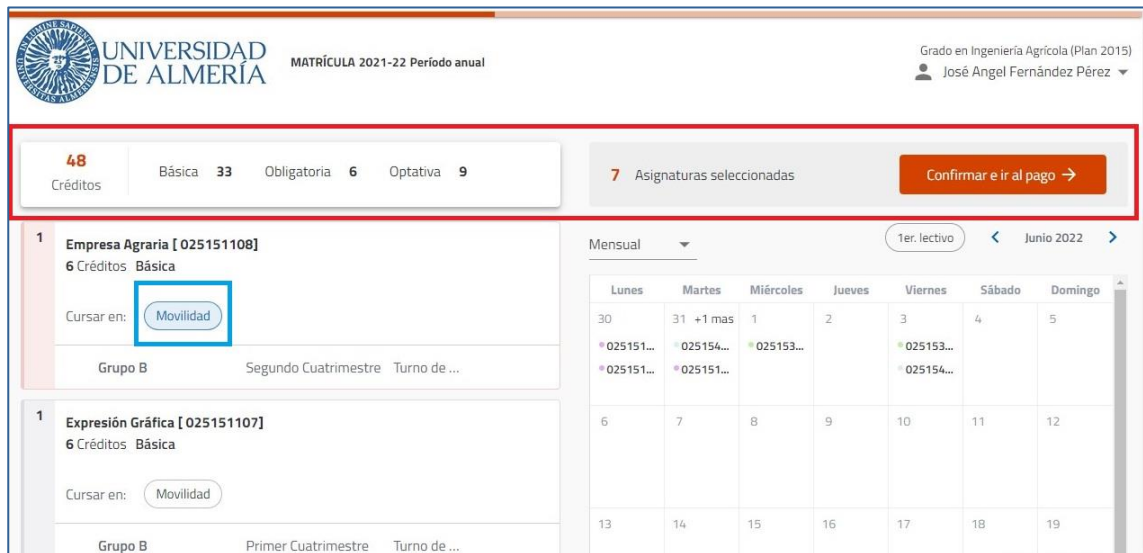 IN LUMINE SAPIENTIA
UNIVERSITAS ALMERIENSIS
UNIVERSIDAD
DE ALMERÍA
MATRÍCULA 2021-22 Período anual
Grado en Ingeniería Agrícola (Plan 2015)
José Angel Fernández Pérez
48
Créditos
Básica 33 Obligatoria 6 Optativa 9
7 Asignaturas seleccionadas
Confirmar e ir al pago →
1
Empresa Agraria [ 025151108]
6 Créditos Básica
Cursar en: Movilidad
Grupo B Segundo Cuatrimestre Turno de ...
1
Expresión Gráfica [ 025151107]
6 Créditos Básica
Cursar en: Movilidad
Grupo B Primer Cuatrimestre Turno de ...
Mensual
1er. lectivo < Junio 2022 >
Lunes Martes Miércoles Jueves Viernes Sábado Domingo
30 31 +1 mas 1 2 3 4 5
025151... 025154... 025153... 025153...
025151... 025151... 025154...
6 7 8 9 10 11 12
13 14 15 16 17 18 19